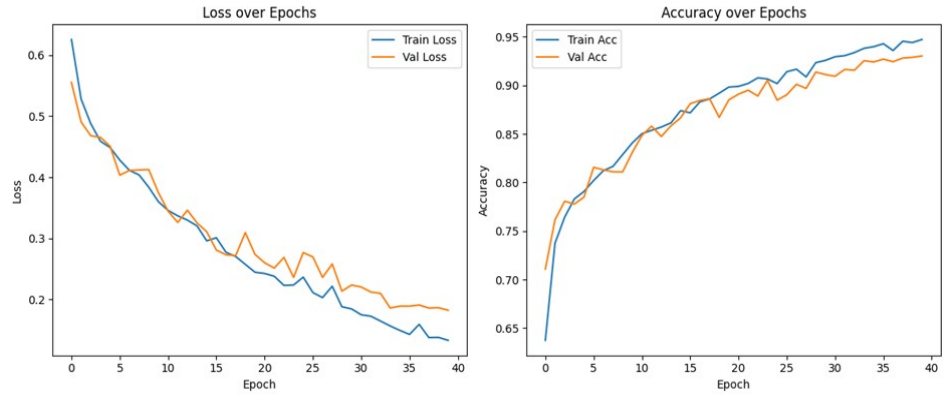 Loss over Epochs
Train Loss
Val Loss
0.6
0.5
0.4
0.3
0.2
Loss
0 5 10 15 20 25 30 35 40
Epoch
Accuracy over Epochs
Train Acc
Val Acc
0.95
0.90
0.85
0.80
0.75
0.70
0.65
Accuracy
0 5 10 15 20 25 30 35 40
Epoch